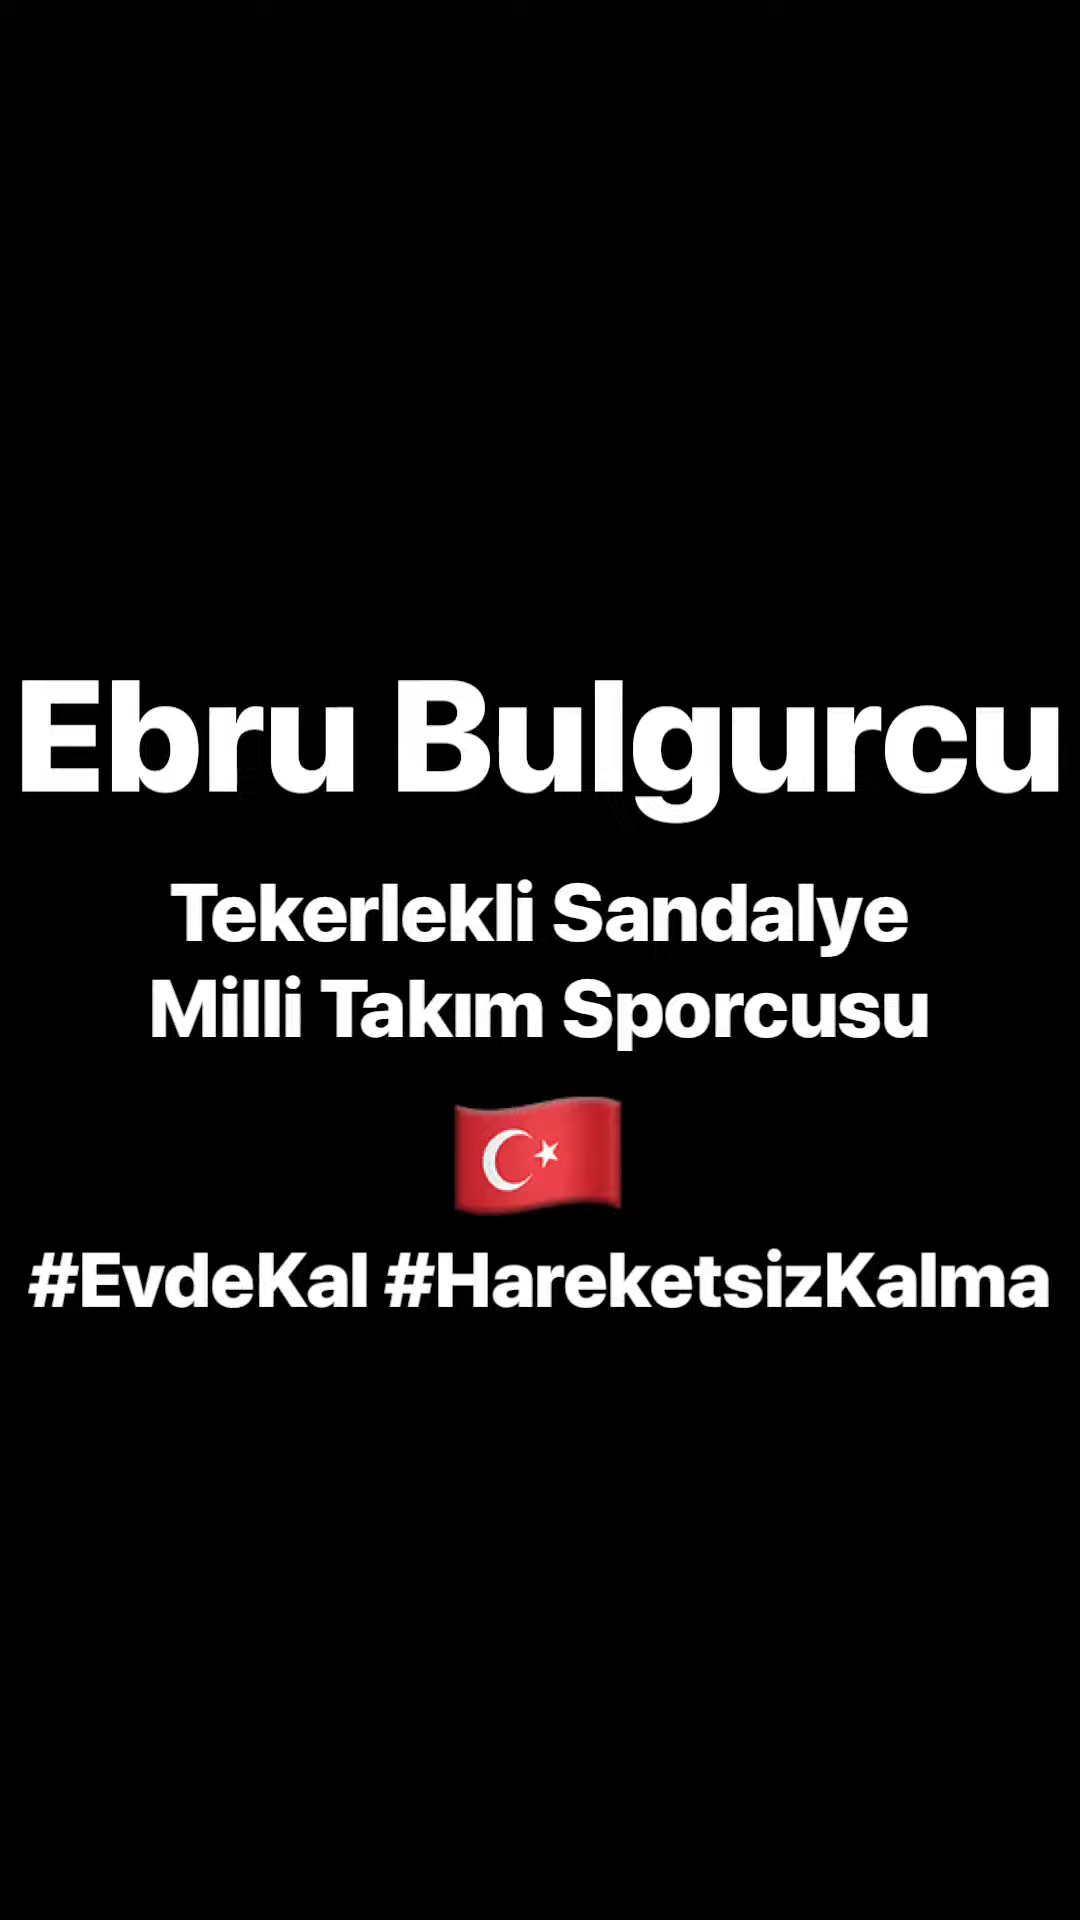 Ebru Bulgurcu
Tekerlekli Sandalye
Milli Takım Sporcusu
#EvdeKal #HareketsizKalma